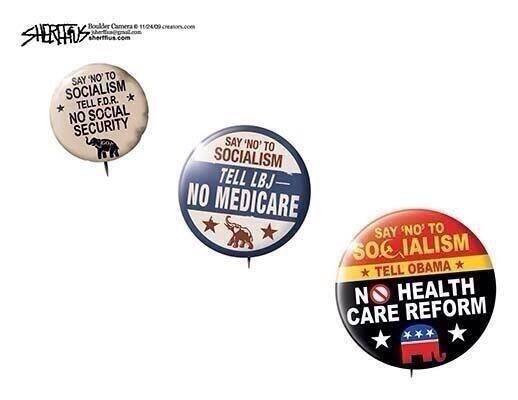 SHERFFIUS
Boulder Camera © 11/24/09 creators.com
jsherffius@gmail.com
sherffius.com
SAY 'NO' TO
SOCIALISM
TELL F.D.R.
NO SOCIAL
SECURITY
GOP
SAY 'NO' TO
SOCIALISM
TELL LBJ—
NO MEDICARE
SAY 'NO' TO
SOCIALISM
TELL OBAMA
NO HEALTH
CARE REFORM